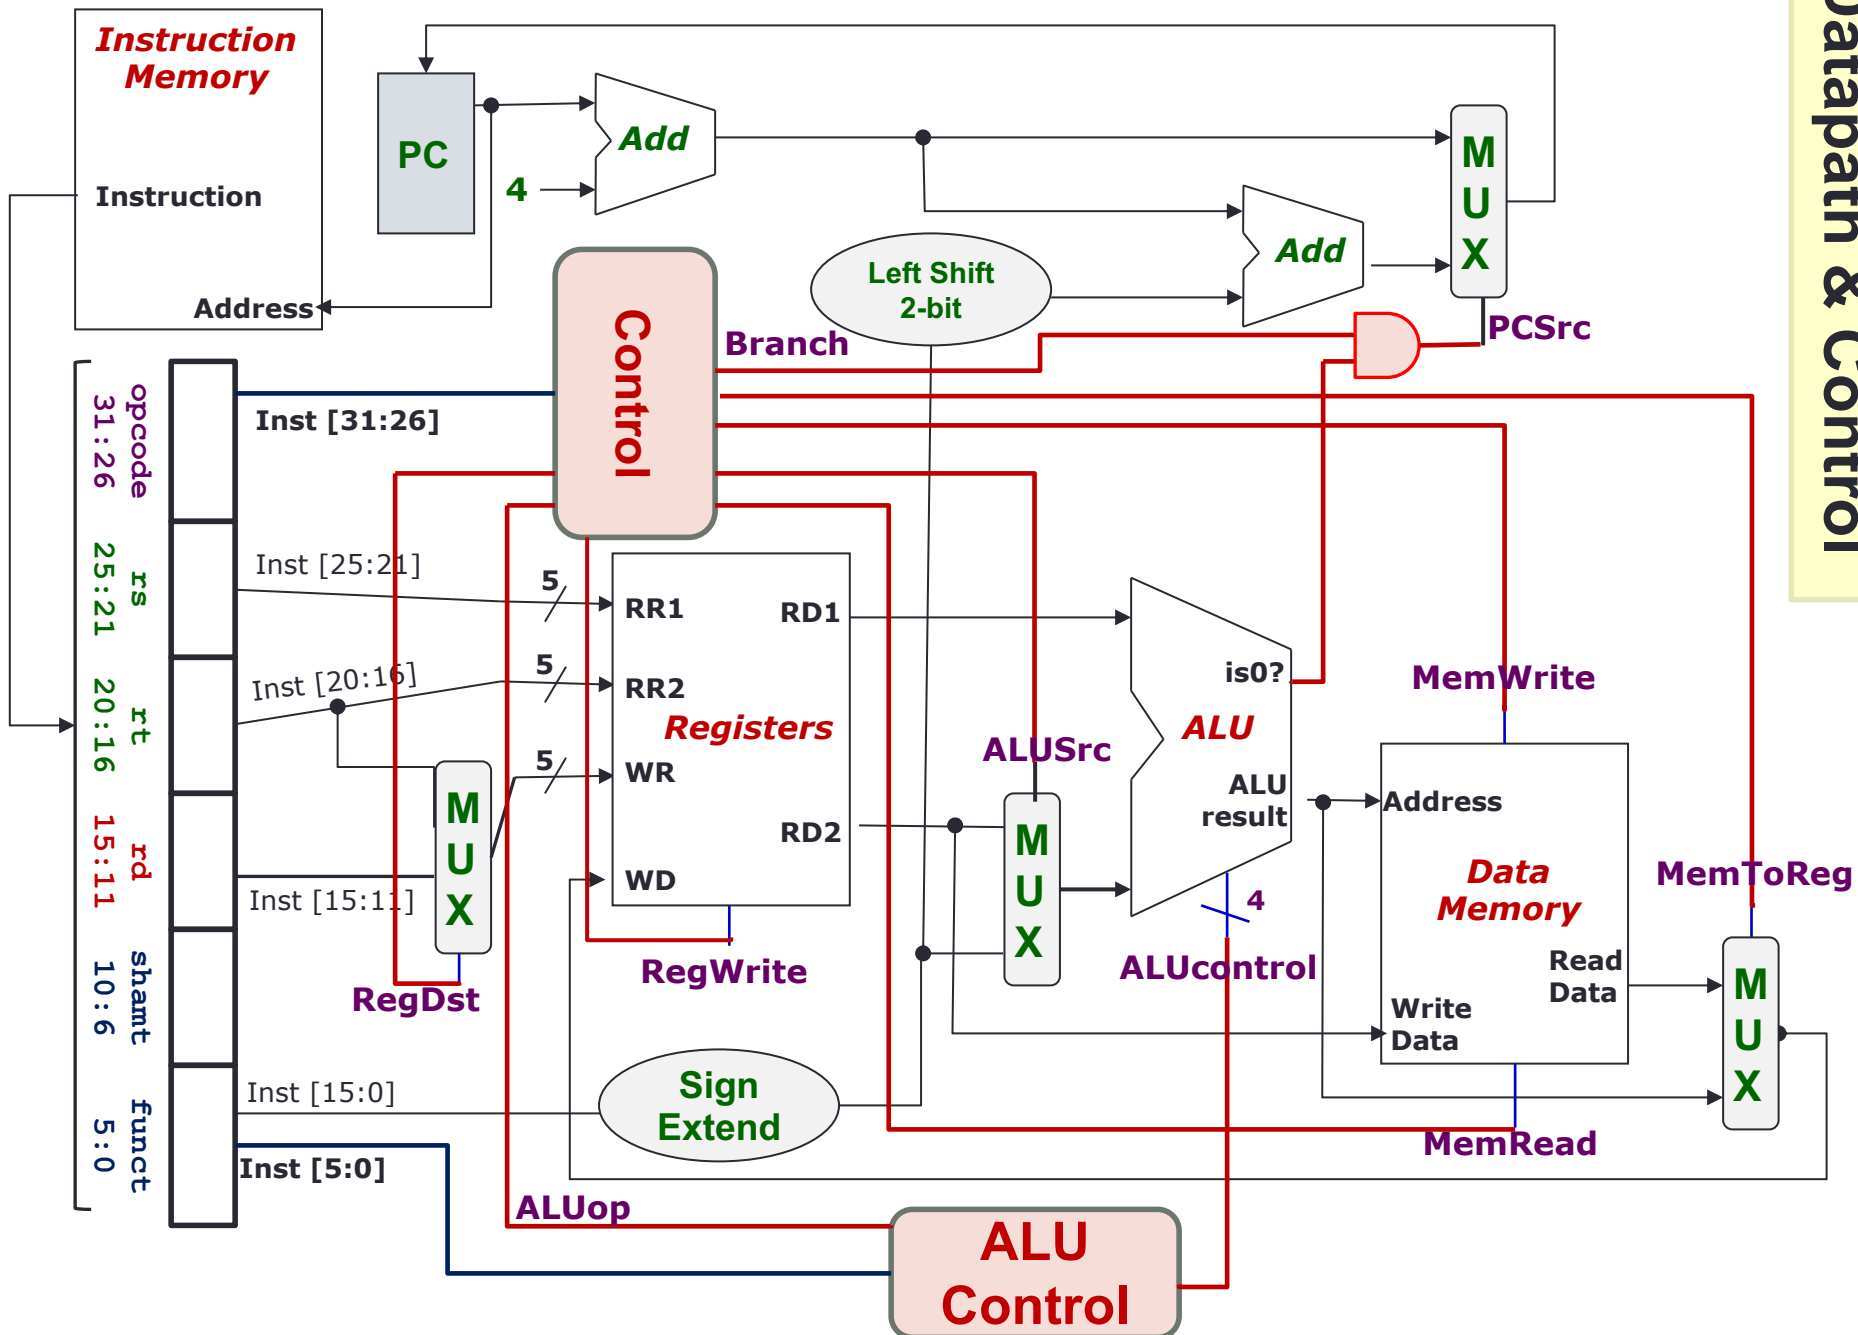 Instruction
Memory
Instruction
Address
PC
4
Add
Add
M
U
X
Left Shift
2-bit
Control
Branch
PCSrc
Datapath & Control
opcode
31:26
rs
25:21
rt
20:16
rd
15:11
shamt
10:6
funct
5:0
Inst [31:26]
Inst [25:21]
Inst [20:16]
Inst [15:11]
Inst [15:0]
Inst [5:0]
5
5
5
M
U
X
RegDst
RR1
RR2
WR
WD
RD1
RD2
Registers
RegWrite
Sign
Extend
ALUSrc
M
U
X
is0?
ALU
ALU
result
4
ALUcontrol
MemWrite
Address
Data
Memory
Read
Data
Write
Data
MemRead
MemToReg
M
U
X
ALUop
ALU
Control